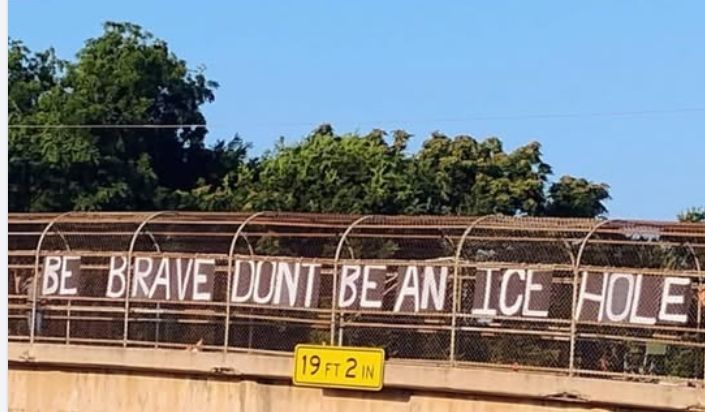 BE BRAVE DONT BE AN ICE HOLE
19 FT 2 IN